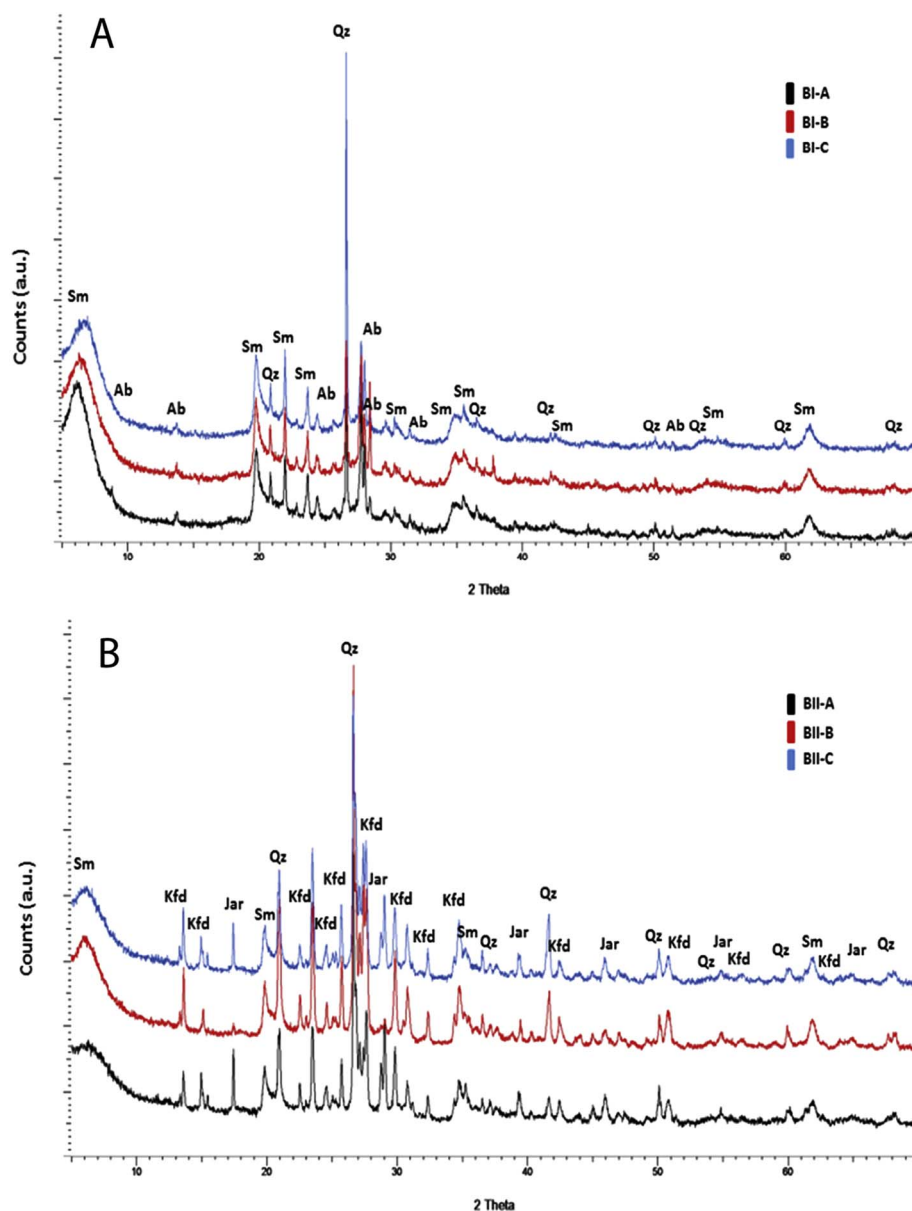 A
Qz
BI-A
BI-B
BI-C
Counts (a.u.)
Sm
Ab
Ab
Sm
Qz
Sm
Sm
Ab
Ab
Ab
Sm
Ab
Sm
Sm
Qz
Qz
Sm
Qz
Ab
Qz
Sm
Qz
Sm
Qz
10
20
30
40
50
60
2 Theta
B
Qz
BII-A
BII-B
BII-C
Counts (a.u.)
Sm
Kfd
Kfd
Jar
Sm
Qz
Kfd
Kfd
Kfd
Kfd
Jar
Kfd
Kfd
Kfd
Sm
Qz
Jar
Qz
Kfd
Jar
Qz
Kfd
Qz
Jar
Kfd
Qz
Sm
Kfd
Jar
Qz
10
20
30
40
50
60
2 Theta